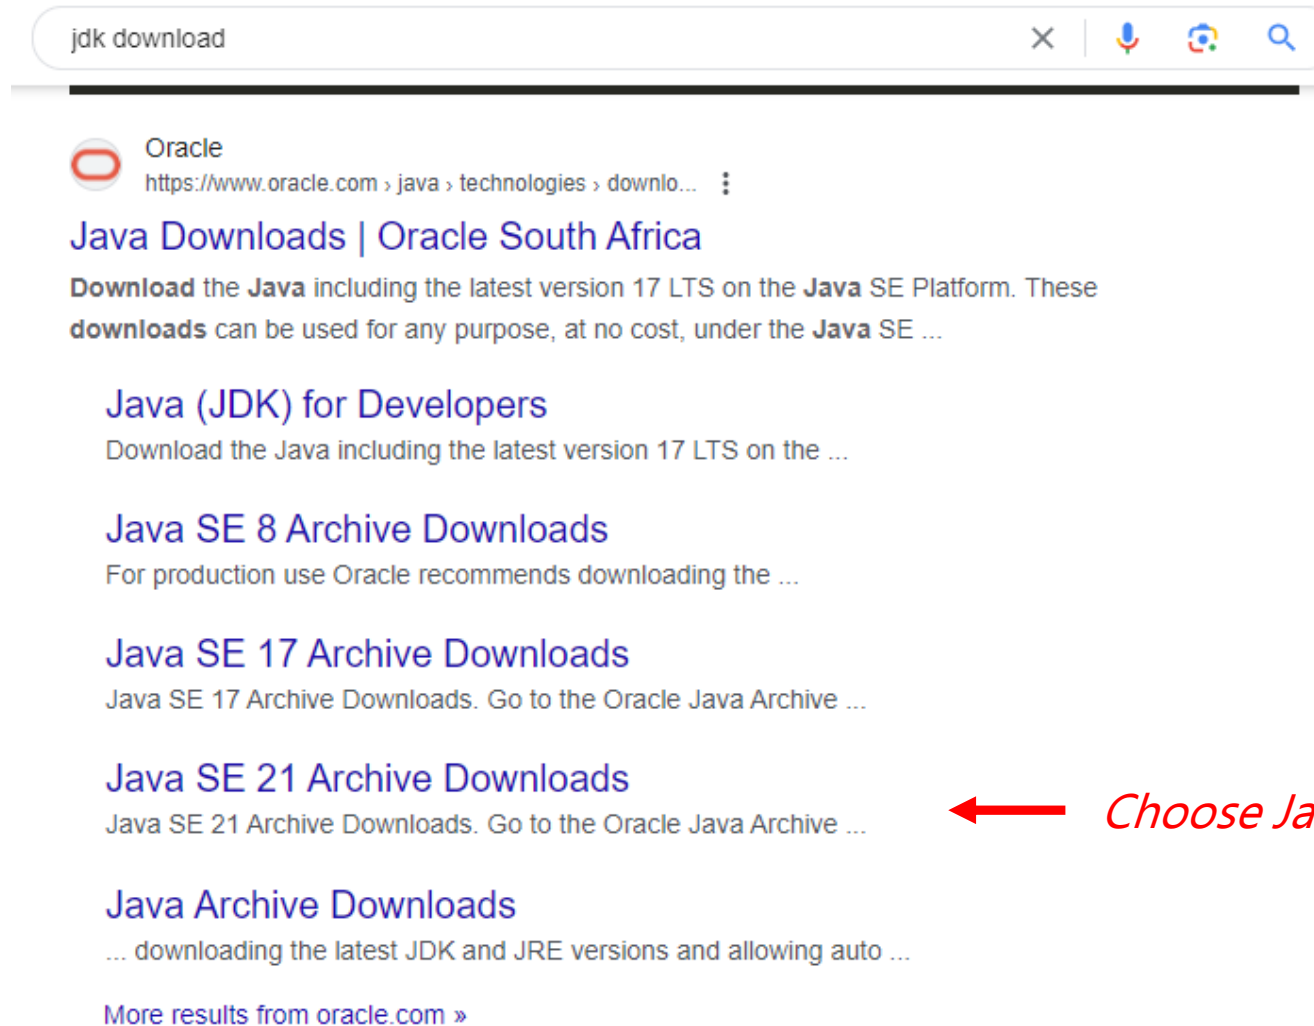 jdk download
Oracle
https://www.oracle.com › java › technologies › downlo...
Java Downloads | Oracle South Africa
Download the Java including the latest version 17 LTS on the Java SE Platform. These
downloads can be used for any purpose, at no cost, under the Java SE ...
Java (JDK) for Developers
Download the Java including the latest version 17 LTS on the ...
Java SE 8 Archive Downloads
For production use Oracle recommends downloading the ...
Java SE 17 Archive Downloads
Java SE 17 Archive Downloads. Go to the Oracle Java Archive ...
Java SE 21 Archive Downloads
Java SE 21 Archive Downloads. Go to the Oracle Java Archive ...
Choose Ja
Java Archive Downloads
... downloading the latest JDK and JRE versions and allowing auto ...
More results from oracle.com »